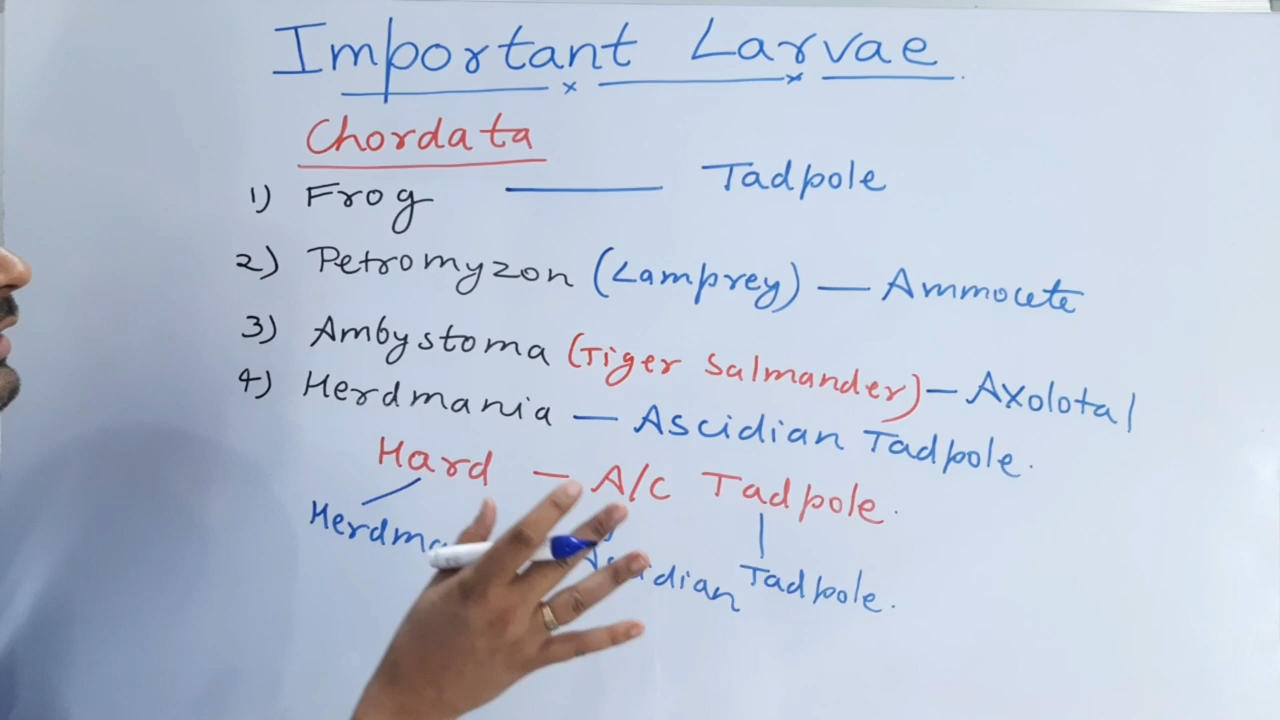 Important Larvae
Chordata
1) Frog — Tadpole
2) Petromyzon (Lamprey) — Ammocete
3) Ambystoma (Tiger Salmander) — Axolotal
4) Herdmania — Ascidian Tadpole.
Hard — A/C Tadpole.
Tadpole.